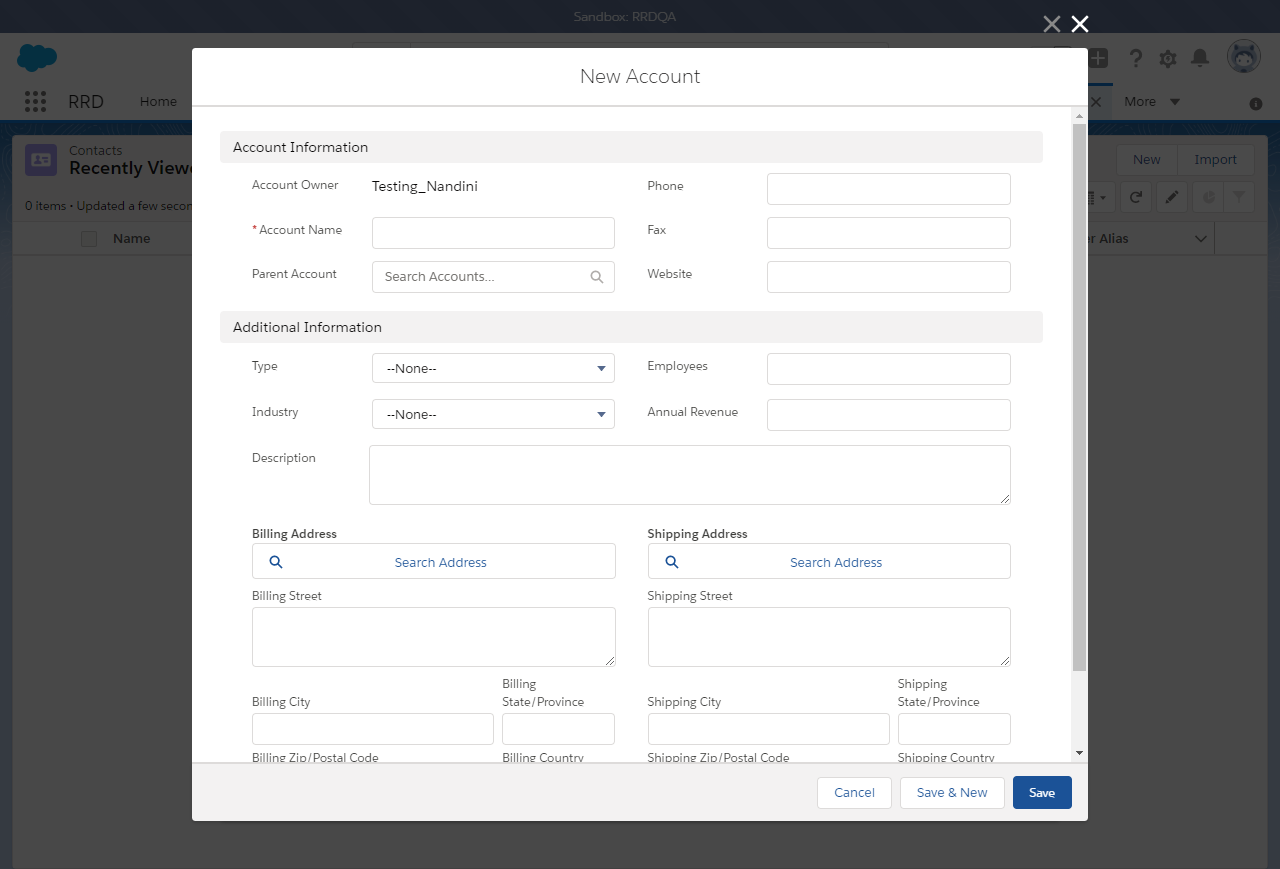 Sandbox: RRDQA
New Account
RRD
Home
More
Contacts
Recently View
New
Import
0 items • Updated a few secon
Name
r Alias
Account Information
Account Owner
Testing_Nandini
Phone
*Account Name
Fax
Parent Account
Search Accounts...
Website
Additional Information
Type
--None--
Employees
Industry
--None--
Annual Revenue
Description
Billing Address
Shipping Address
Search Address
Search Address
Billing Street
Shipping Street
Billing City
Billing
State/Province
Shipping City
Shipping
State/Province
Billing Zip/Postal Code
Billing Country
Shipping Zip/Postal Code
Shipping Country
Cancel
Save & New
Save